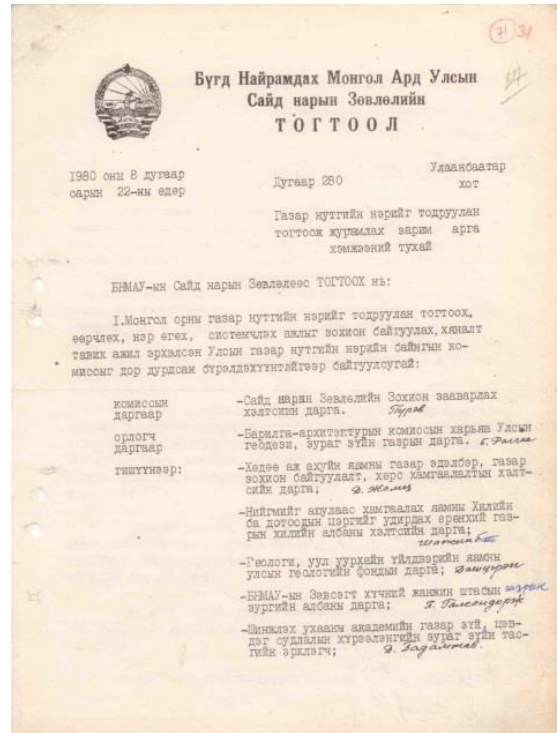 71 31
Бүгд Найрамдах Монгол Ард Улсын
Сайд нарын Зөвлөлийн
ТОГТООЛ
1980 оны 8 дугаар
сарын 22-ны өдөр
Дугаар 280
Улаанбаатар
хот
Газар нутгийн нэрийг тодруулан
тогтоож журамлах зарим арга
хэмжээний тухай
БНМАУ-ын Сайд нарын Зөвлөлөөс ТОГТООХ нь:
I.Монгол орны газар нутгийн нэрийг тодруулан тогтоох,
өөрчлөх, нэр өгөх, системчлэх ажлыг зохион байгуулах, хяналт
тавих ажил эрхэлсэн Улсын газар нутгийн нэрийн байнгын ко-
миссыг дор дурдсан бүрэлдэхүүнтэйгээр байгуулсугай:
комиссын
даргаар
-Сайд нарын Зөвлөлийн Зохион зааварлах
хэлтсийн дарга. Пүрэв
орлогч
даргаар
-Барилга-архитектурын комиссын харьяа Улсын
геодези, зураг зүйн газрын дарга.
гишүүнээр:
-Хөдөө аж ахуйн яамны газар эдэлбэр, газар
зохион байгуулалт, хөрс хамгаалалтын хэлт-
сийн дарга;
-Нийгмийг аюулаас хамгаалах яамны Хилийн
ба дотоодын цэргийг удирдах ерөнхий газ-
рын хилийн албаны хэлтсийн дарга;
-Геологи, уул уурхайн үйлдвэрийн яамны
улсын геологийн фондын дарга;
-БНМАУ-ын Зэвсэгт хүчний жанжин штабын газрын
зургийн албаны дарга; Г. Галсандорж
-Шинжлэх ухааны академийн газар зүй, цэв-
дэг судлалын хүрээлэнгийн зураг зүйн тас-
гийн эрхлэгч;